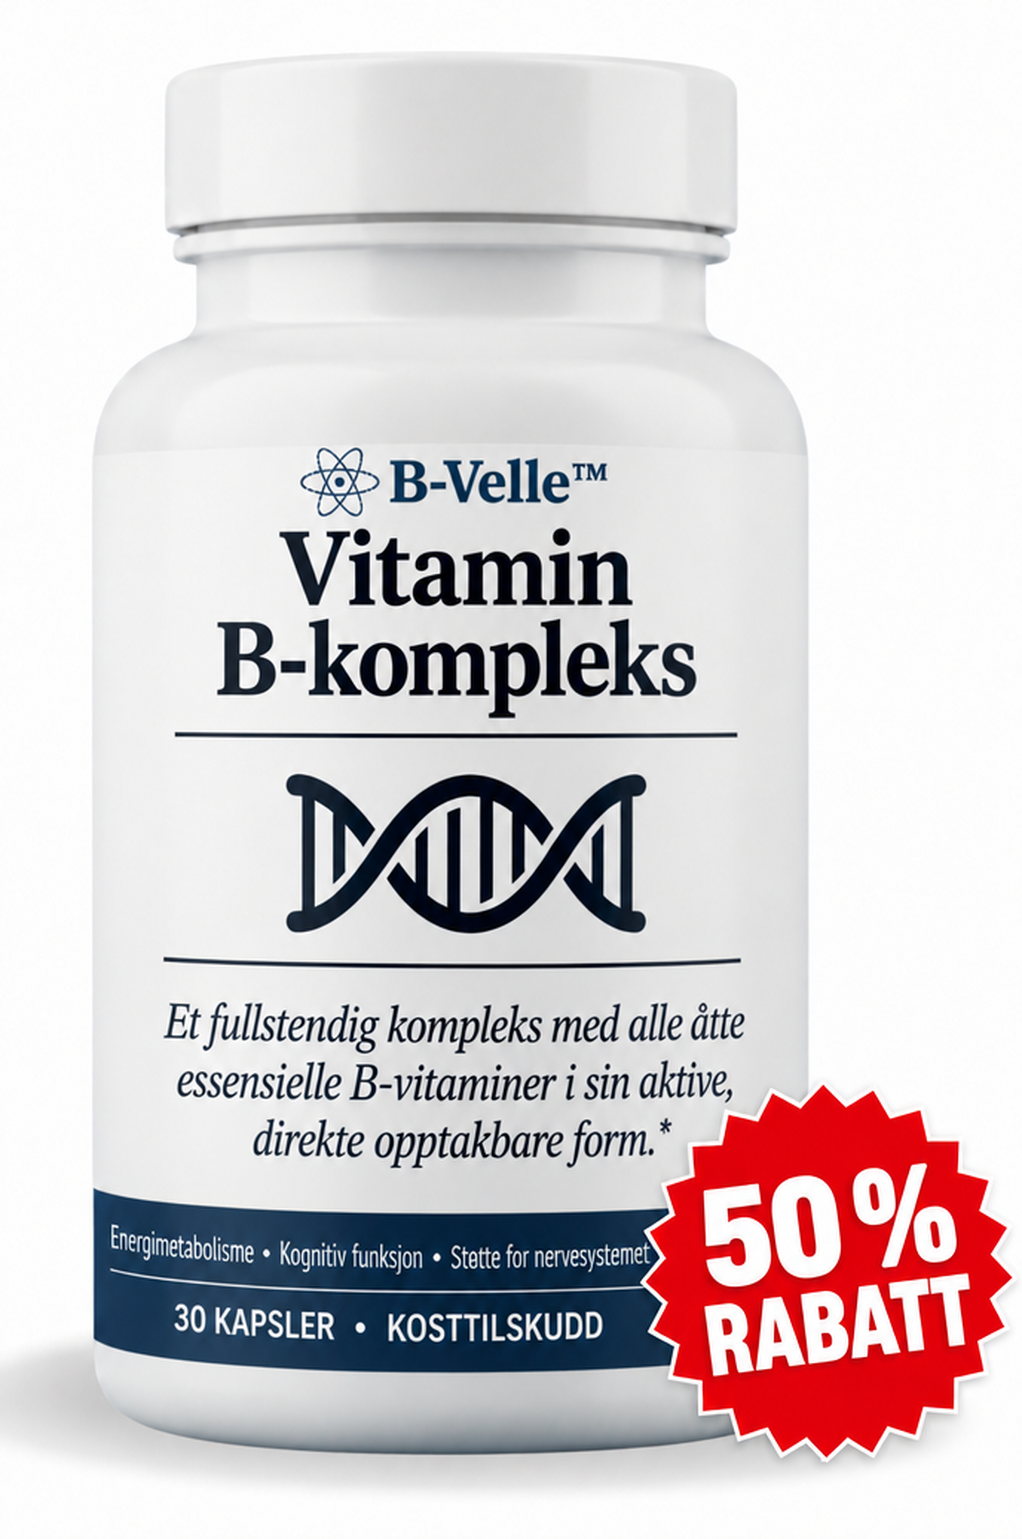 B-Velle™
Vitamin
B-kompleks
Et fullstendig kompleks med alle åtte
essensielle B-vitaminer i sin aktive,
direkte opptakbare form.*
Energimetabolisme • Kognitiv funksjon • Støtte for nervesystemet
30 KAPSLER • KOSTTILSKUDD
50 %
RABATT